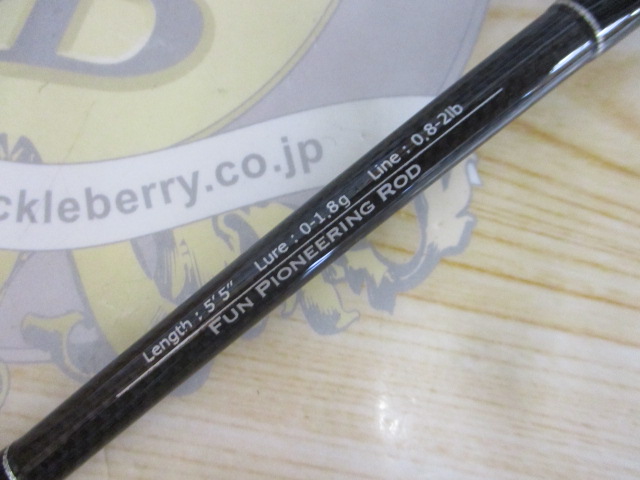 B
ckleberry.co.jp
Length : 5' 5" Lure : 0-1.8g Line : 0.8-2lb
FUN PIONEERING ROD